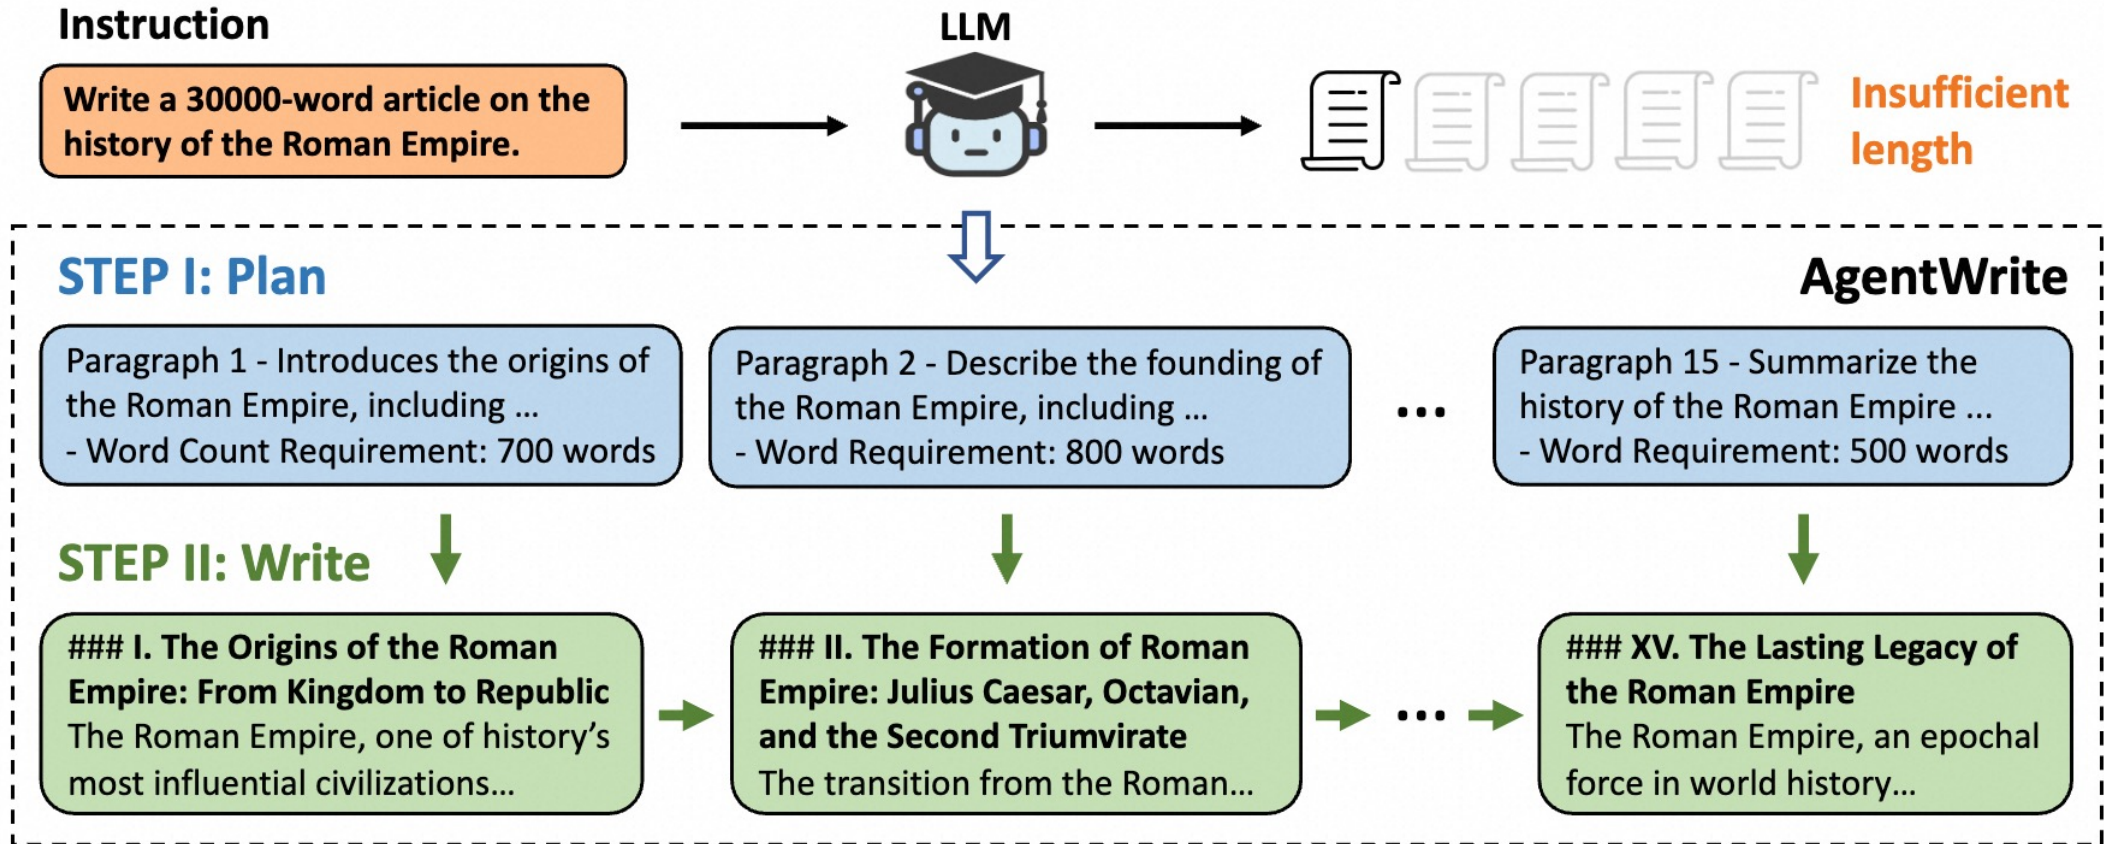 Instruction
LLM
Write a 30000-word article on the
history of the Roman Empire.
Insufficient
length
STEP I: Plan
AgentWrite
Paragraph 1 - Introduces the origins of
the Roman Empire, including ...
- Word Count Requirement: 700 words
Paragraph 2 - Describe the founding of
the Roman Empire, including ...
- Word Requirement: 800 words
...
Paragraph 15 - Summarize the
history of the Roman Empire ...
- Word Requirement: 500 words
STEP II: Write
### I. The Origins of the Roman
Empire: From Kingdom to Republic
The Roman Empire, one of history’s
most influential civilizations...
### II. The Formation of Roman
Empire: Julius Caesar, Octavian,
and the Second Triumvirate
The transition from the Roman...
...
### XV. The Lasting Legacy of
the Roman Empire
The Roman Empire, an epochal
force in world history...